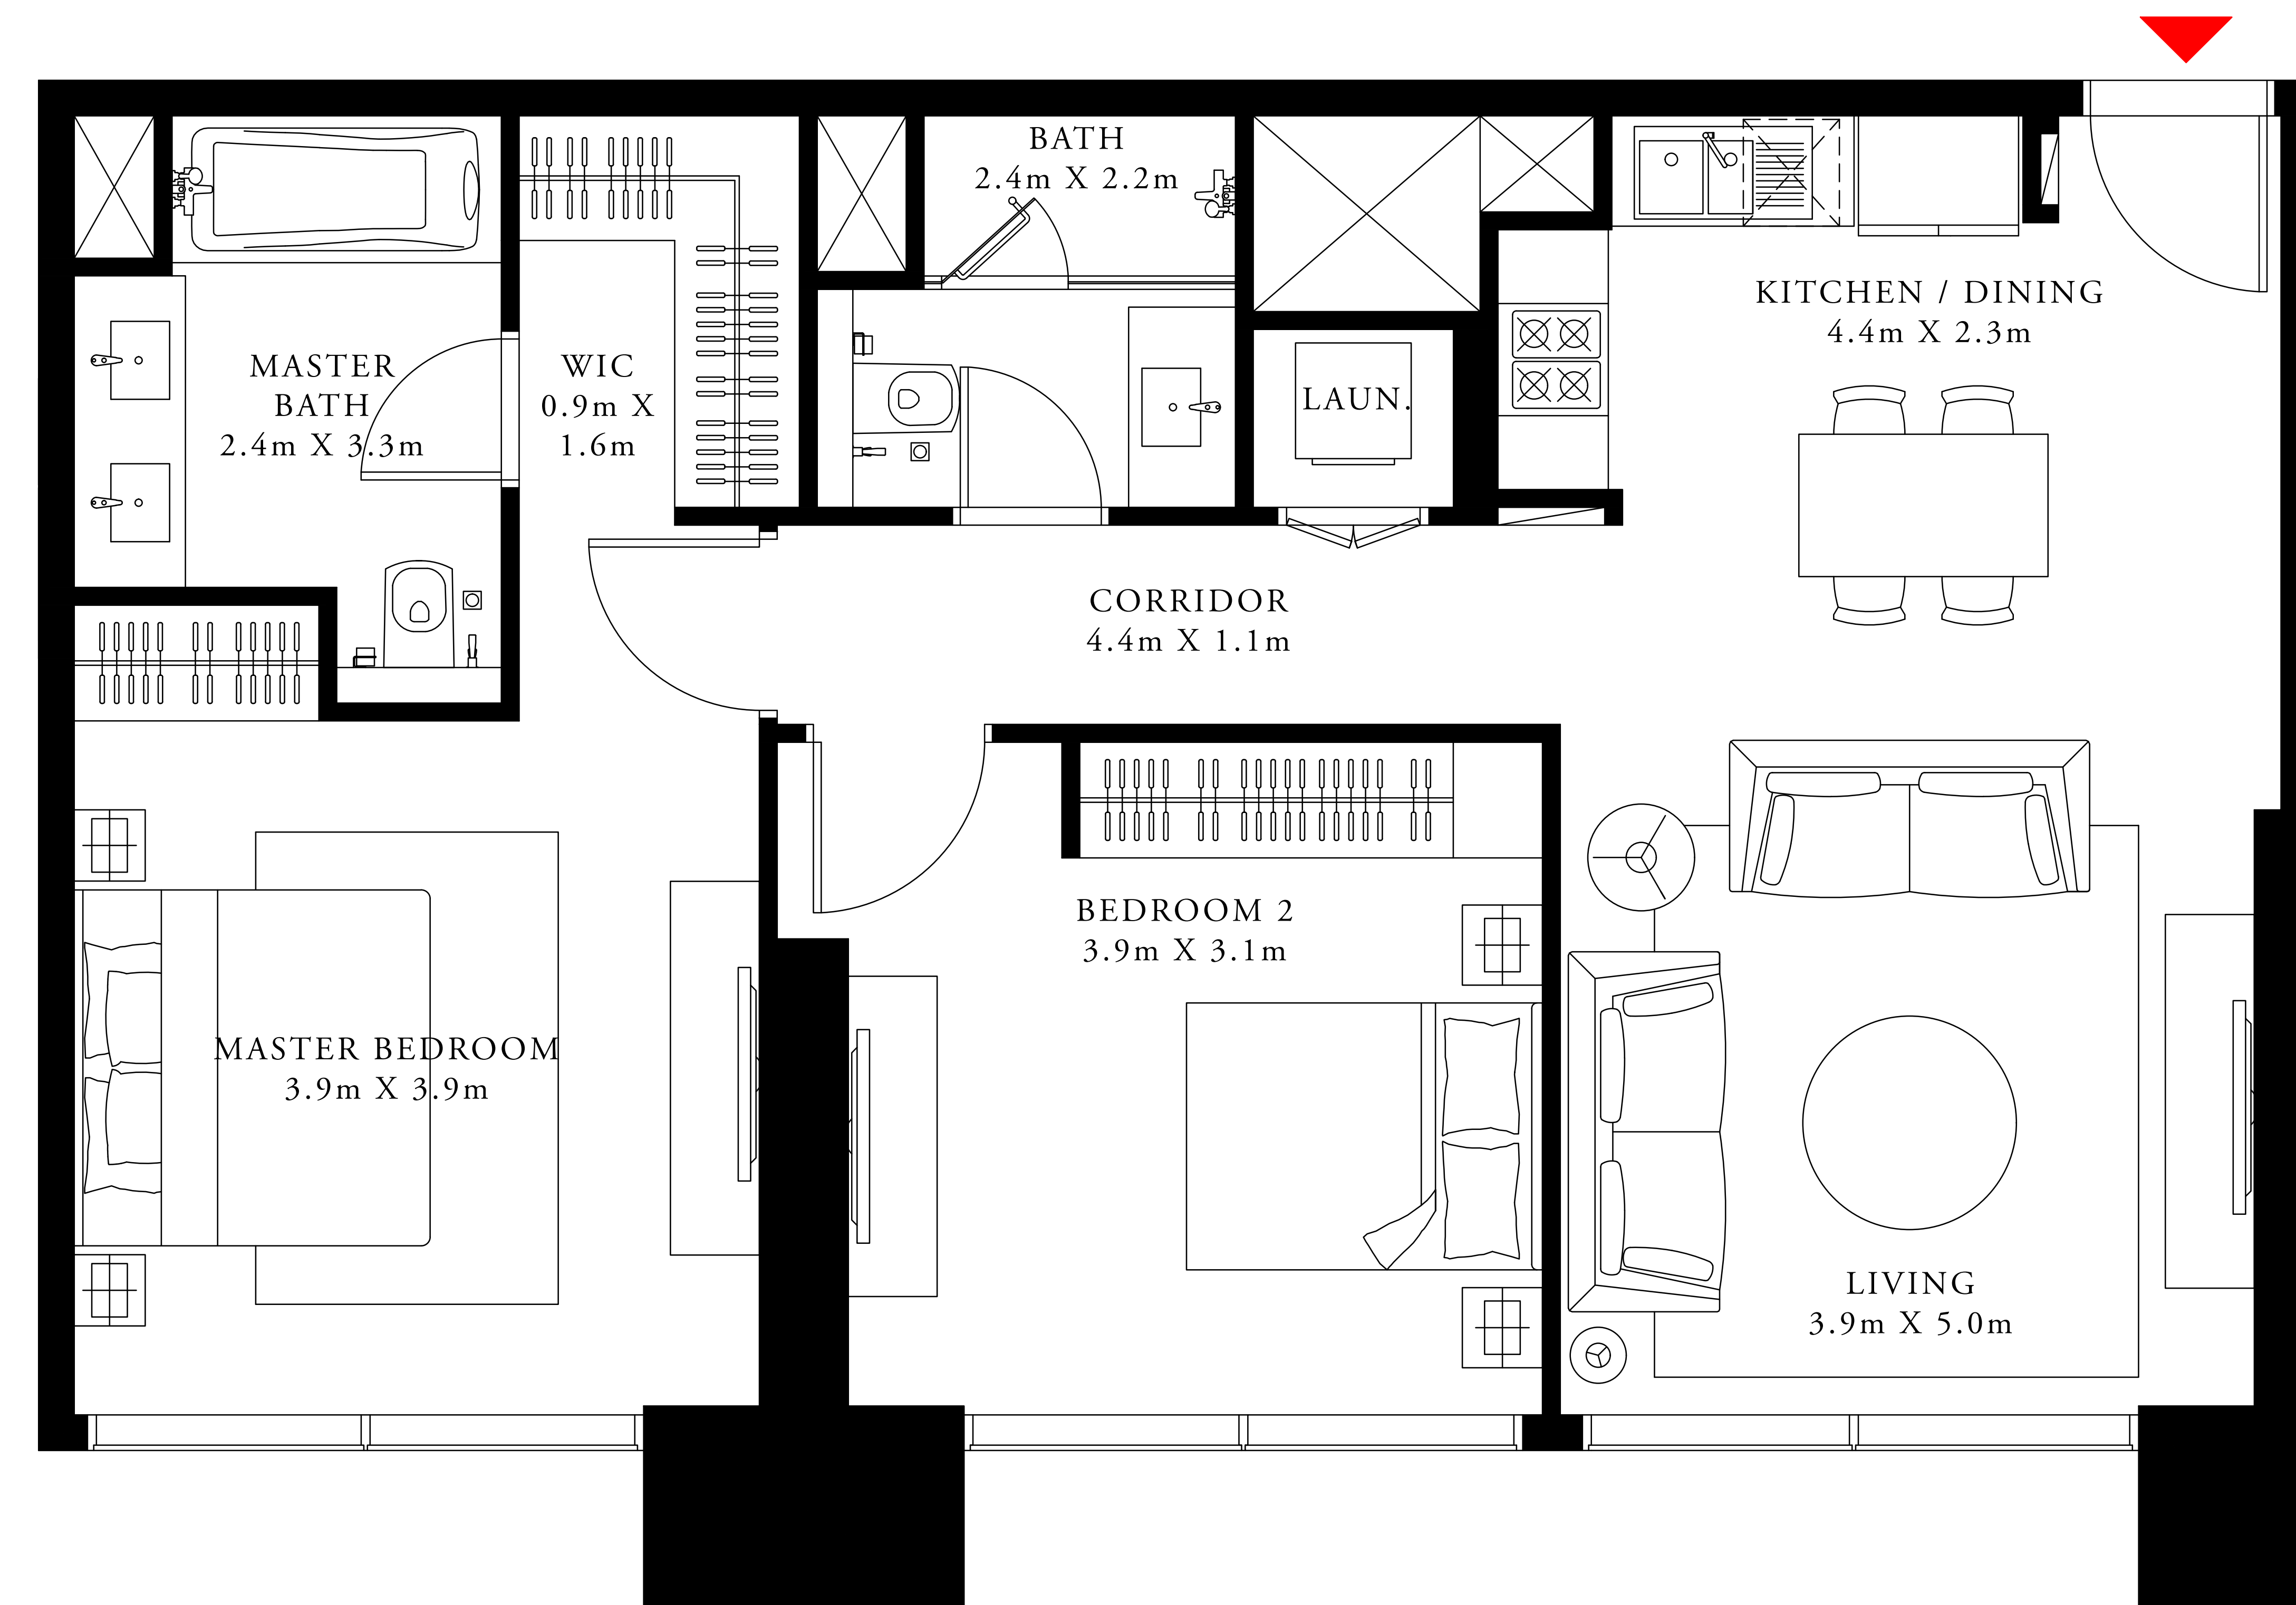 BATH
2.4m X 2.2m
KITCHEN / DINING
4.4m X 2.3m
MASTER
BATH
2.4m X 3.3m
WIC
0.9m X
1.6m
LAUN.
CORRIDOR
4.4m X 1.1m
BEDROOM 2
3.9m X 3.1m
MASTER BEDROOM
3.9m X 3.9m
LIVING
3.9m X 5.0m